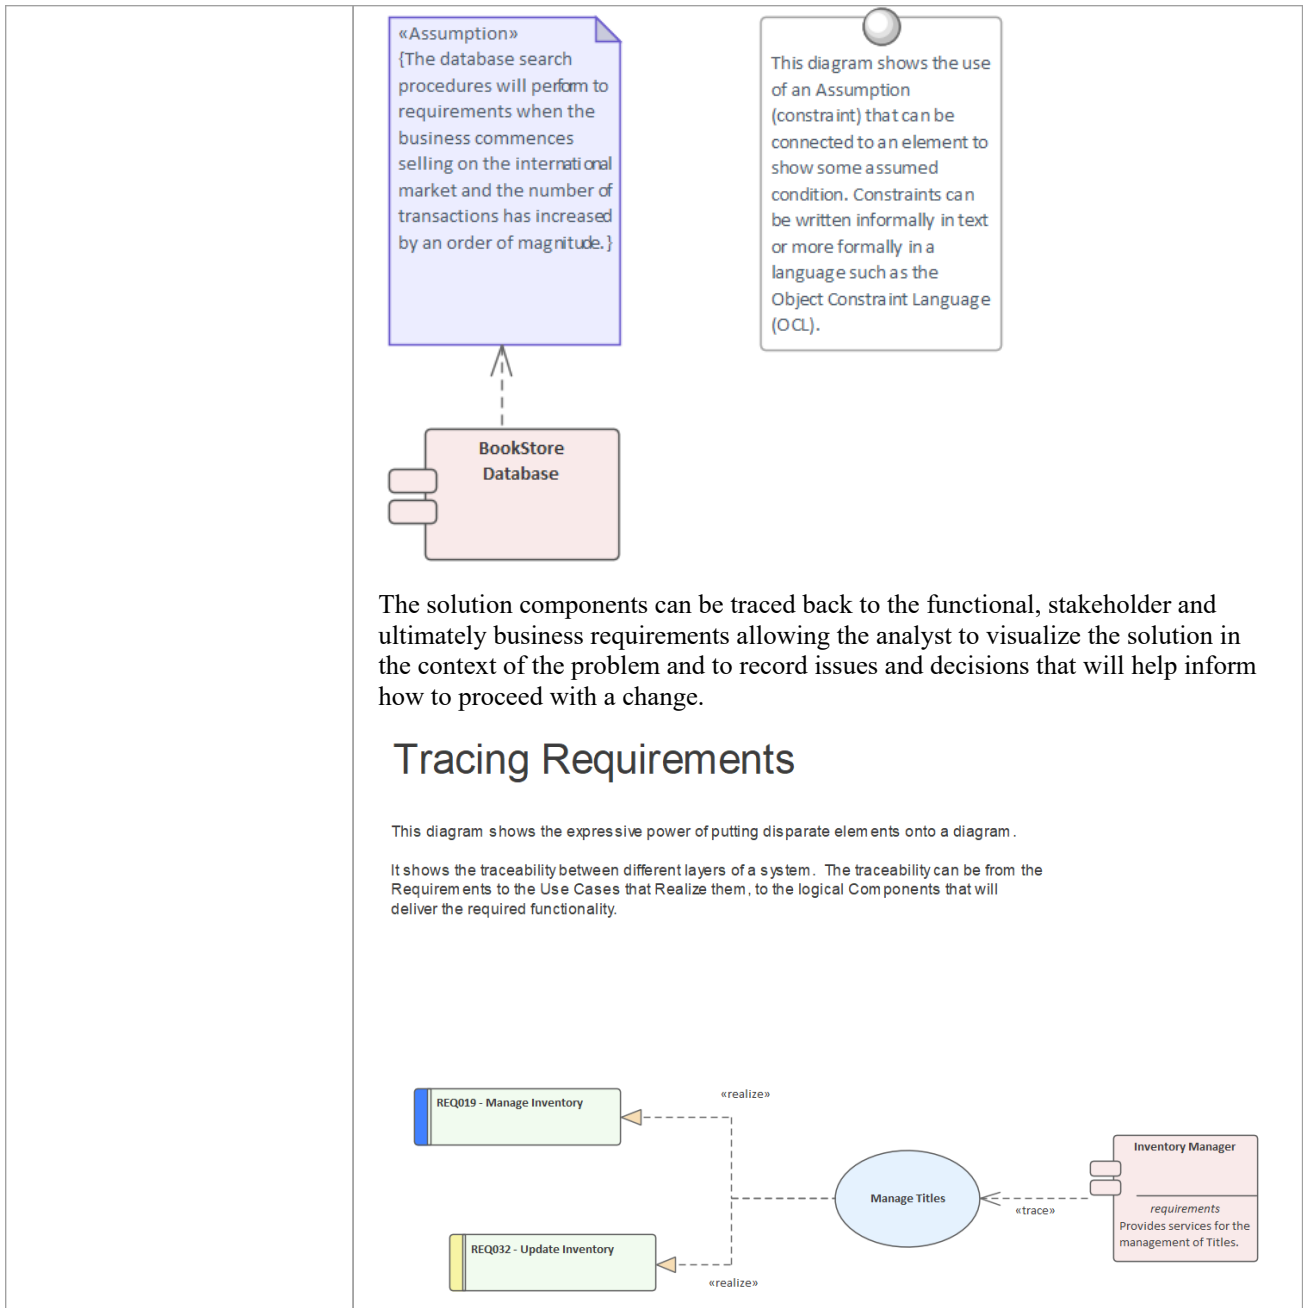 «Assumption»
{The database search
procedures will perform to
requirements when the
business commences
selling on the international
market and the number of
transactions has increased
by an order of magnitude.}
This diagram shows the use
of an Assumption
(constraint) that can be
connected to an element to
show some assumed
condition. Constraints can
be written informally in text
or more formally in a
language such as the
Object Constraint Language
(OCL).
BookStore
Database
The solution components can be traced back to the functional, stakeholder and
ultimately business requirements allowing the analyst to visualize the solution in
the context of the problem and to record issues and decisions that will help inform
how to proceed with a change.
Tracing Requirements
This diagram shows the expressive power of putting disparate elements onto a diagram.
It shows the traceability between different layers of a system. The traceability can be from the
Requirements to the Use Cases that Realize them, to the logical Components that will
deliver the required functionality.
«realize»
REQ019 - Manage Inventory
Inventory Manager
Manage Titles
«trace»
requirements
Provides services for the
management of Titles.
REQ032 - Update Inventory
«realize»